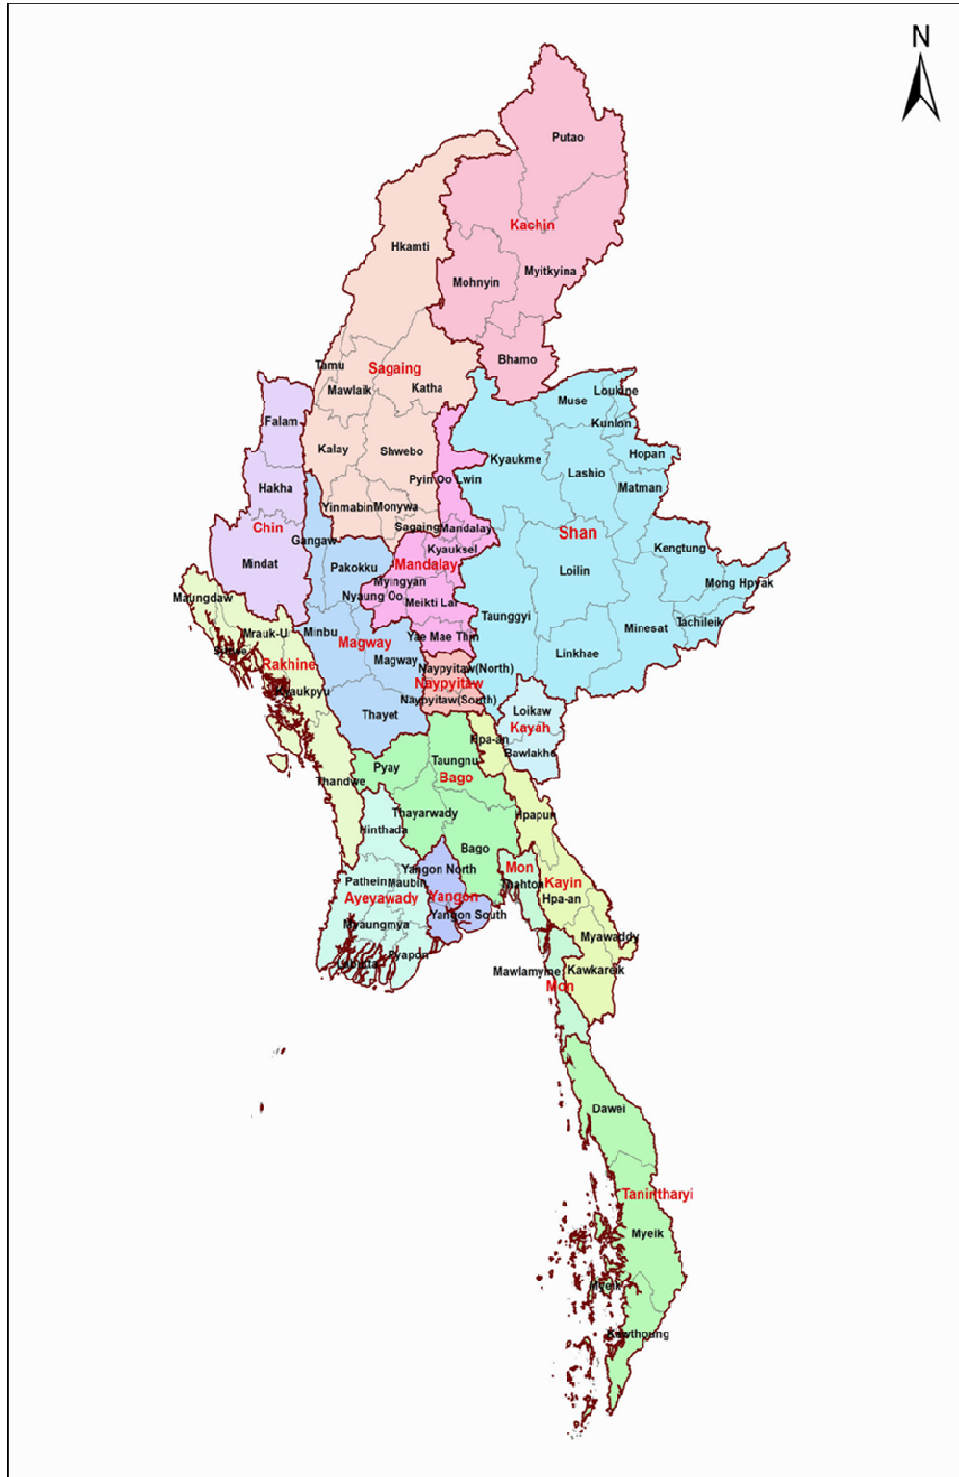 N
Putao
Kachin
Hkamti
Myitkyina
Mohnyin
Bhamo
Tamu
Sagaing
Mawlaik
Katha
Muse
Kunlon
Falam
Kalay
Shwebo
Kyaukme
Hopan
Lashio
Pyin Oo Lwin
Matman
Hakha
Yinmabin
Monywa
Chin
Sagaing
Mandalay
Shan
Gangaw
Kyauksel
Kengtung
Mindat
Pakokku
Mandalay
Loilin
Myingyan
Mong Hpyak
Maungdaw
Nyaung Oo
Meikti Lar
Taunggyi
Tachileik
Mrauk-U
Minbu
Magway
Yae Mae Thin
Minesat
Linkhae
Rakhine
Magway
Naypyitaw(North)
Naypyitaw
Kyaukpyu
Naypyitaw(South)
Thayet
Loikaw
Kayah
Hpa-an
Bawlakhe
Taungnu
Pyay
Bago
Thandwe
Thayarwady
Hpapun
Hinthada
Bago
Yangon North
Mon
Pathein
Maubin
Thahton
Kayin
Ayeyawady
Yangon
Hpa-an
Yangon South
Myaungmya
Myawaddy
Pyapon
Mawlamyine
Kawkareik
Mon
Dawei
Tanintharyi
Myeik
Myeik
Kawthoung